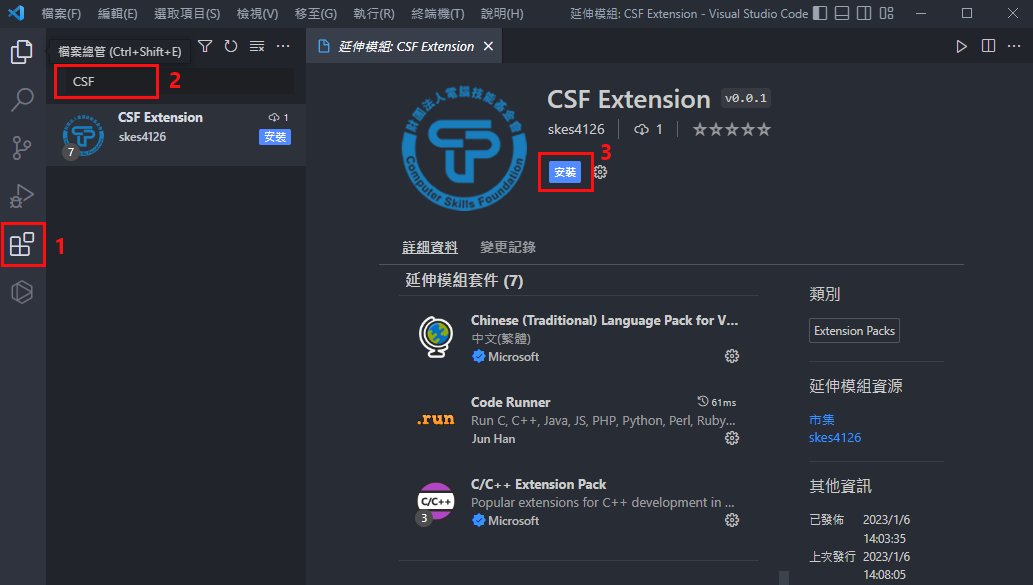 檔案(F) 編輯(E) 選取項目(S) 檢視(V) 移至(G) 執行(R) 終端機(T) 說明(H) 延伸模組: CSF Extension - Visual Studio Code
檔案總管 (Ctrl+Shift+E)
延伸模組: CSF Extension
CSF
2
CSF Extension
1
skes4126
安裝
7
1
財團法人電腦技能基金會
Computer Skills Foundation
CSF Extension v0.0.1
skes4126
1
安裝
3
詳細資料 變更記錄
延伸模組套件 (7)
Chinese (Traditional) Language Pack for V...
中文(繁體)
Microsoft
.run
Code Runner
61ms
Run C, C++, Java, JS, PHP, Python, Perl, Ruby...
Jun Han
C/C++
3
C/C++ Extension Pack
Popular extensions for C++ development in ...
Microsoft
類別
Extension Packs
延伸模組資源
市集
skes4126
其他資訊
已發佈 2023/1/6
14:03:35
上次發行 2023/1/6
14:08:05